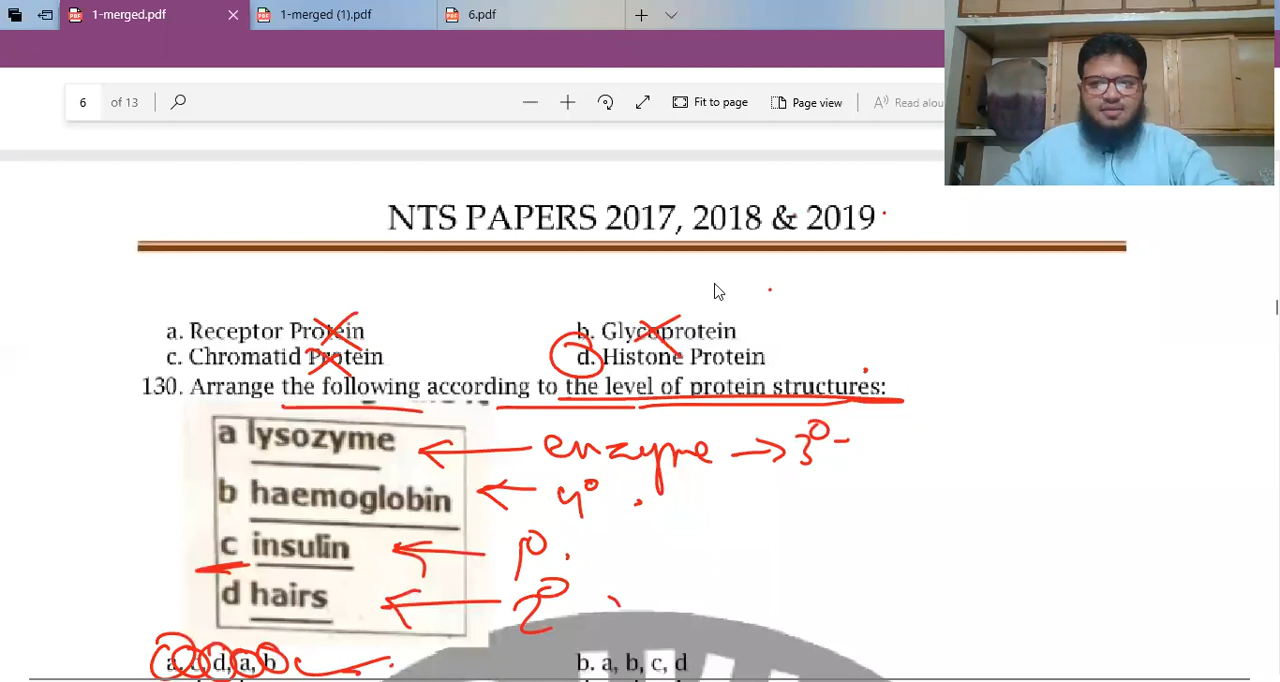 1-merged.pdf
1-merged (1).pdf
6.pdf
6 of 13
Fit to page
Page view
Read alou
NTS PAPERS 2017, 2018 & 2019
a. Receptor Protein
b. Glycoprotein
c. Chromatid Protein
d. Histone Protein
130. Arrange the following according to the level of protein structures:
a lysozyme
enzyme → 3°
b haemoglobin
4°
c insulin
1°
d hairs
2°
a. c, d, a, b
b. a, b, c, d